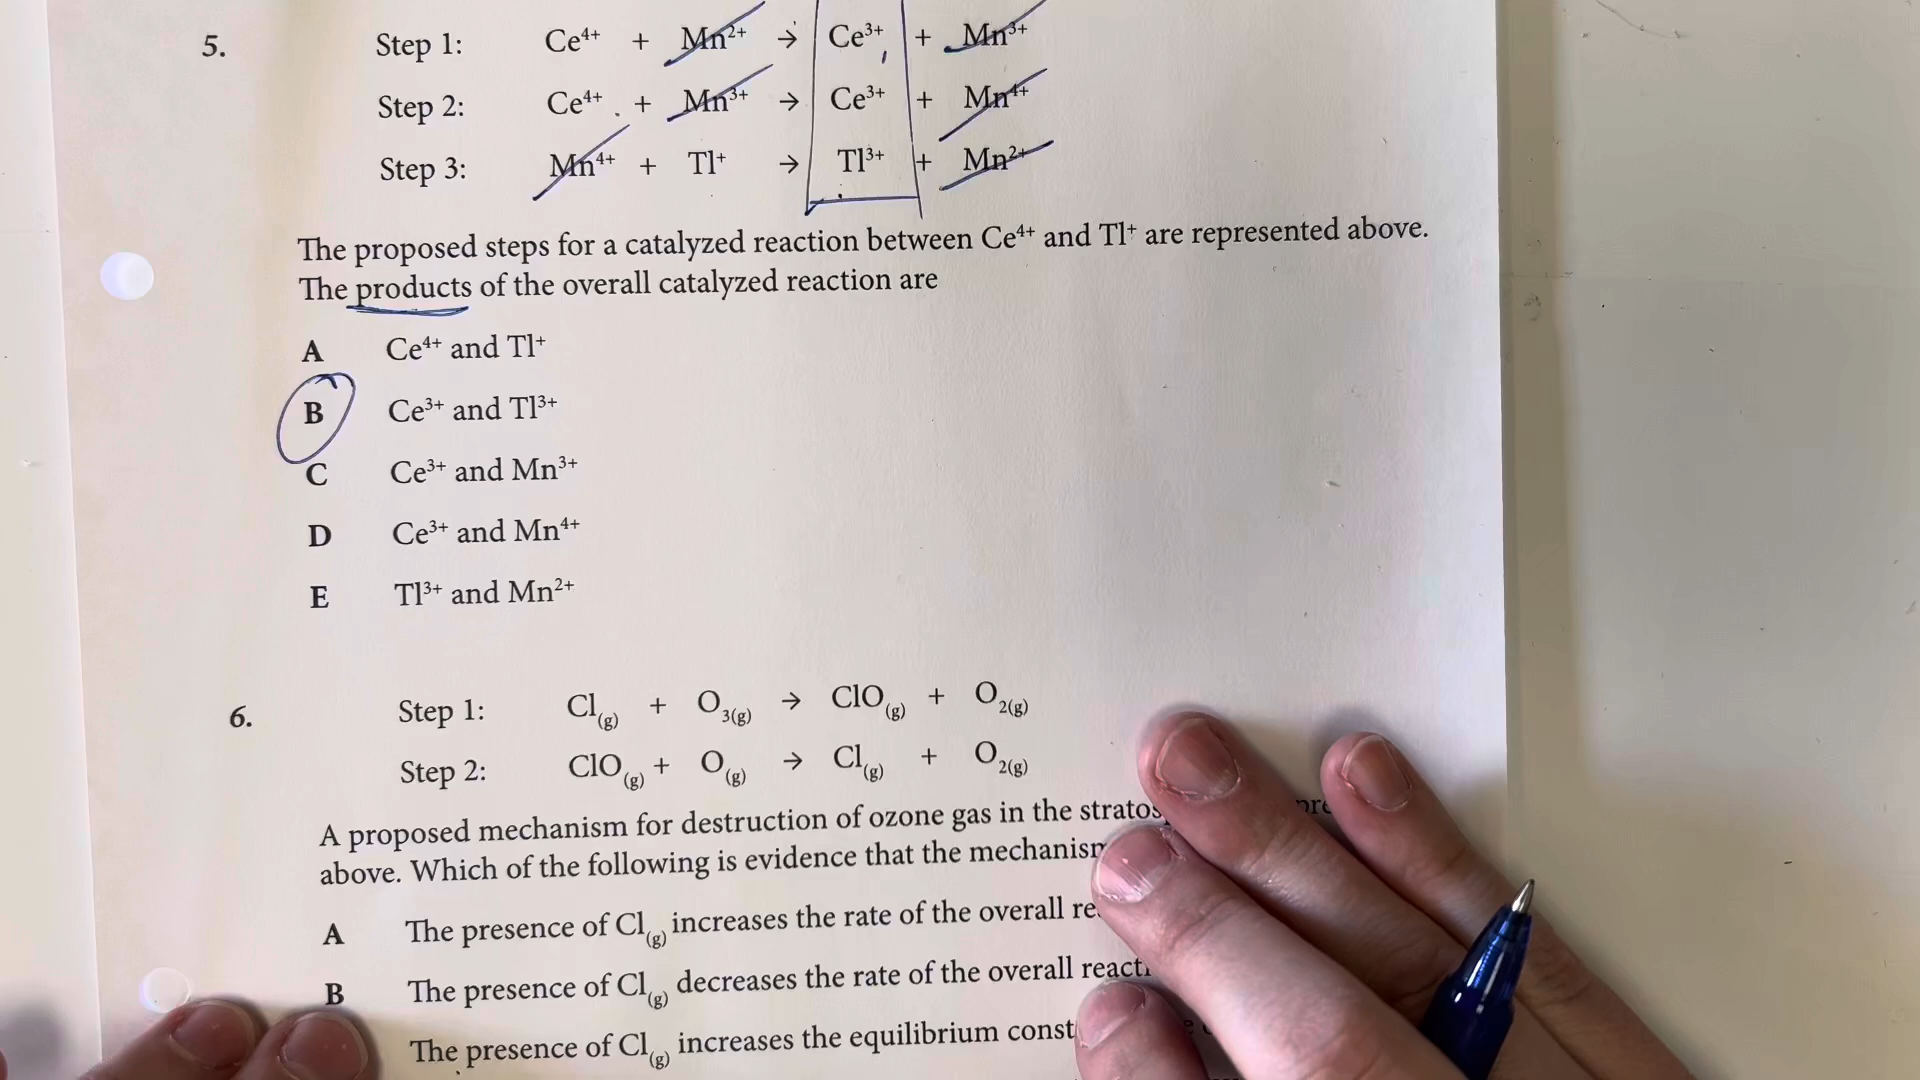 5. Step 1: Ce⁴⁺ + Mn²⁺ → Ce³⁺ + Mn³⁺
Step 2: Ce⁴⁺ + Mn³⁺ → Ce³⁺ + Mn⁴⁺
Step 3: Mn⁴⁺ + Tl⁺ → Tl³⁺ + Mn²⁺
The proposed steps for a catalyzed reaction between Ce⁴⁺ and Tl⁺ are represented above.
The products of the overall catalyzed reaction are
A Ce⁴⁺ and Tl⁺
B Ce³⁺ and Tl³⁺
C Ce³⁺ and Mn³⁺
D Ce³⁺ and Mn⁴⁺
E Tl³⁺ and Mn²⁺
6. Step 1: Cl(g) + O₃(g) → ClO(g) + O₂(g)
Step 2: ClO(g) + O(g) → Cl(g) + O₂(g)
A proposed mechanism for destruction of ozone gas in the
above. Which of the following is evidence that the
A The presence of Cl(g) increases the rate of the overall
B The presence of Cl(g) decreases the rate of the overall
The presence of Cl(g) increases the equilibrium